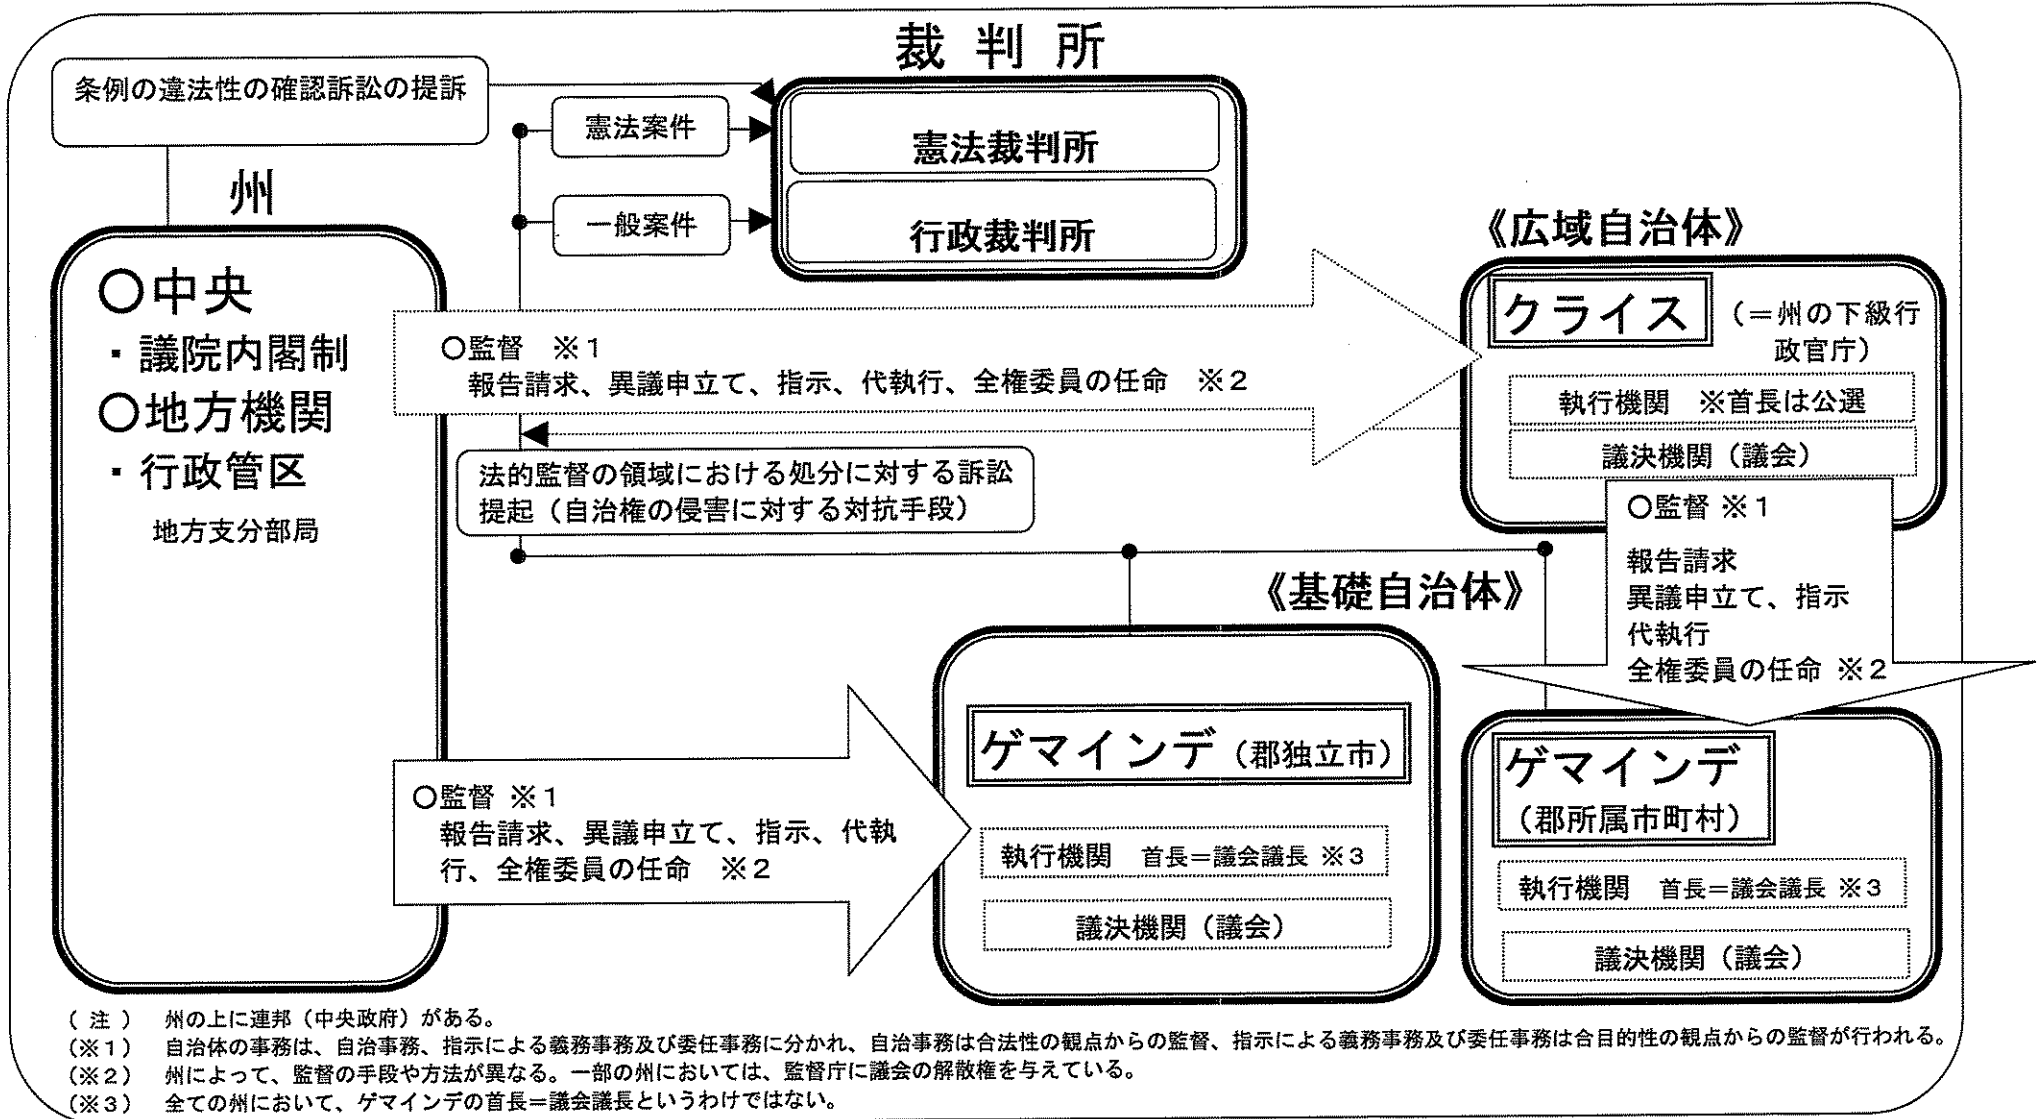 裁判所
条例の違法性の確認訴訟の提訴
憲法案件
憲法裁判所
一般案件
行政裁判所
州
○中央
・議院内閣制
○地方機関
・行政管区
地方支分部局
《広域自治体》
クライス
(=州の下級行
政官庁)
執行機関 ※首長は公選
議決機関(議会)
○監督 ※1
報告請求、異議申立て、指示、代執行、全権委員の任命 ※2
法的監督の領域における処分に対する訴訟
提起(自治権の侵害に対する対抗手段)
○監督 ※1
報告請求
異議申立て、指示
代執行
全権委員の任命 ※2
《基礎自治体》
○監督 ※1
報告請求、異議申立て、指示、代執
行、全権委員の任命 ※2
ゲマインデ(郡独立市)
執行機関 首長=議会議長 ※3
議決機関(議会)
ゲマインデ
(郡所属市町村)
執行機関 首長=議会議長 ※3
議決機関(議会)
(注) 州の上に連邦(中央政府)がある。
(※1) 自治体の事務は、自治事務、指示による義務事務及び委任事務に分かれ、自治事務は合法性の観点からの監督、指示による義務事務及び委任事務は合目的性の観点からの監督が行われる。
(※2) 州によって、監督の手段や方法が異なる。一部の州においては、監督庁に議会の解散権を与えている。
(※3) 全ての州において、ゲマインデの首長=議会議長というわけではない。